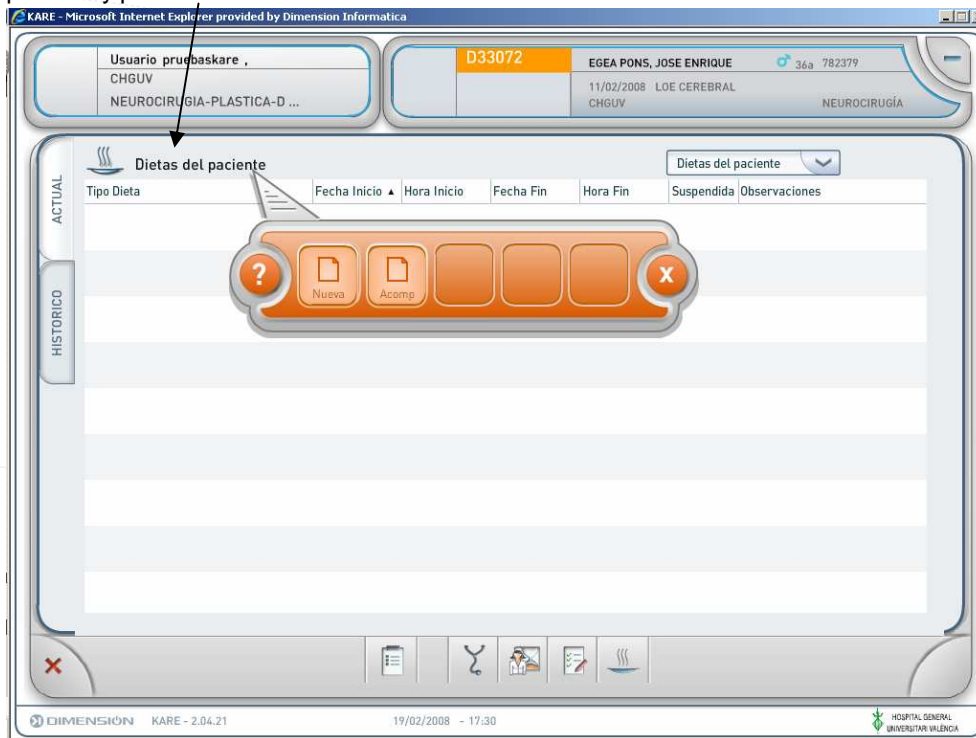 KARE - Microsoft Internet Explorer provided by Dimension Informatica
Usuario pruebaskare ,
CHGUV
NEUROCIRUGIA-PLASTICA-D ...
D33072
EGEA PONS, JOSE ENRIQUE 36a 782379
11/02/2008 LOE CEREBRAL
CHGUV NEUROCIRUGÍA
ACTUAL
HISTORICO
Dietas del paciente
Dietas del paciente
Tipo Dieta Fecha Inicio Hora Inicio Fecha Fin Hora Fin Suspendida Observaciones
?
Nueva
Acomp
X
DIMENSION KARE - 2.04.21 19/02/2008 - 17:30
HOSPITAL GENERAL
UNIVERSITARI VALÈNCIA